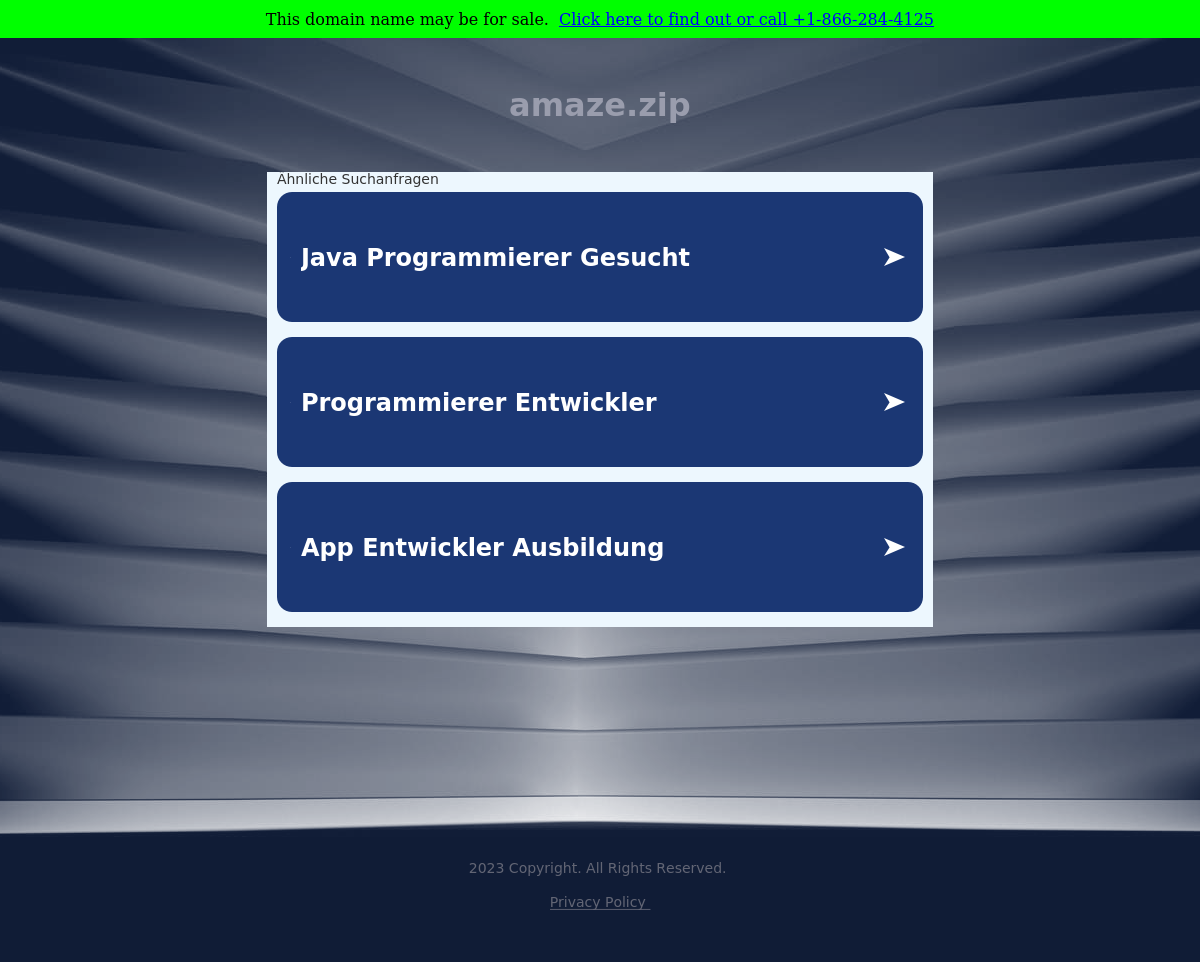 This domain name may be for sale. Click here to find out or call +1-866-284-4125
amaze.zip
Ähnliche Suchanfragen
Java Programmierer Gesucht
Programmierer Entwickler
App Entwickler Ausbildung
2023 Copyright. All Rights Reserved.
Privacy Policy